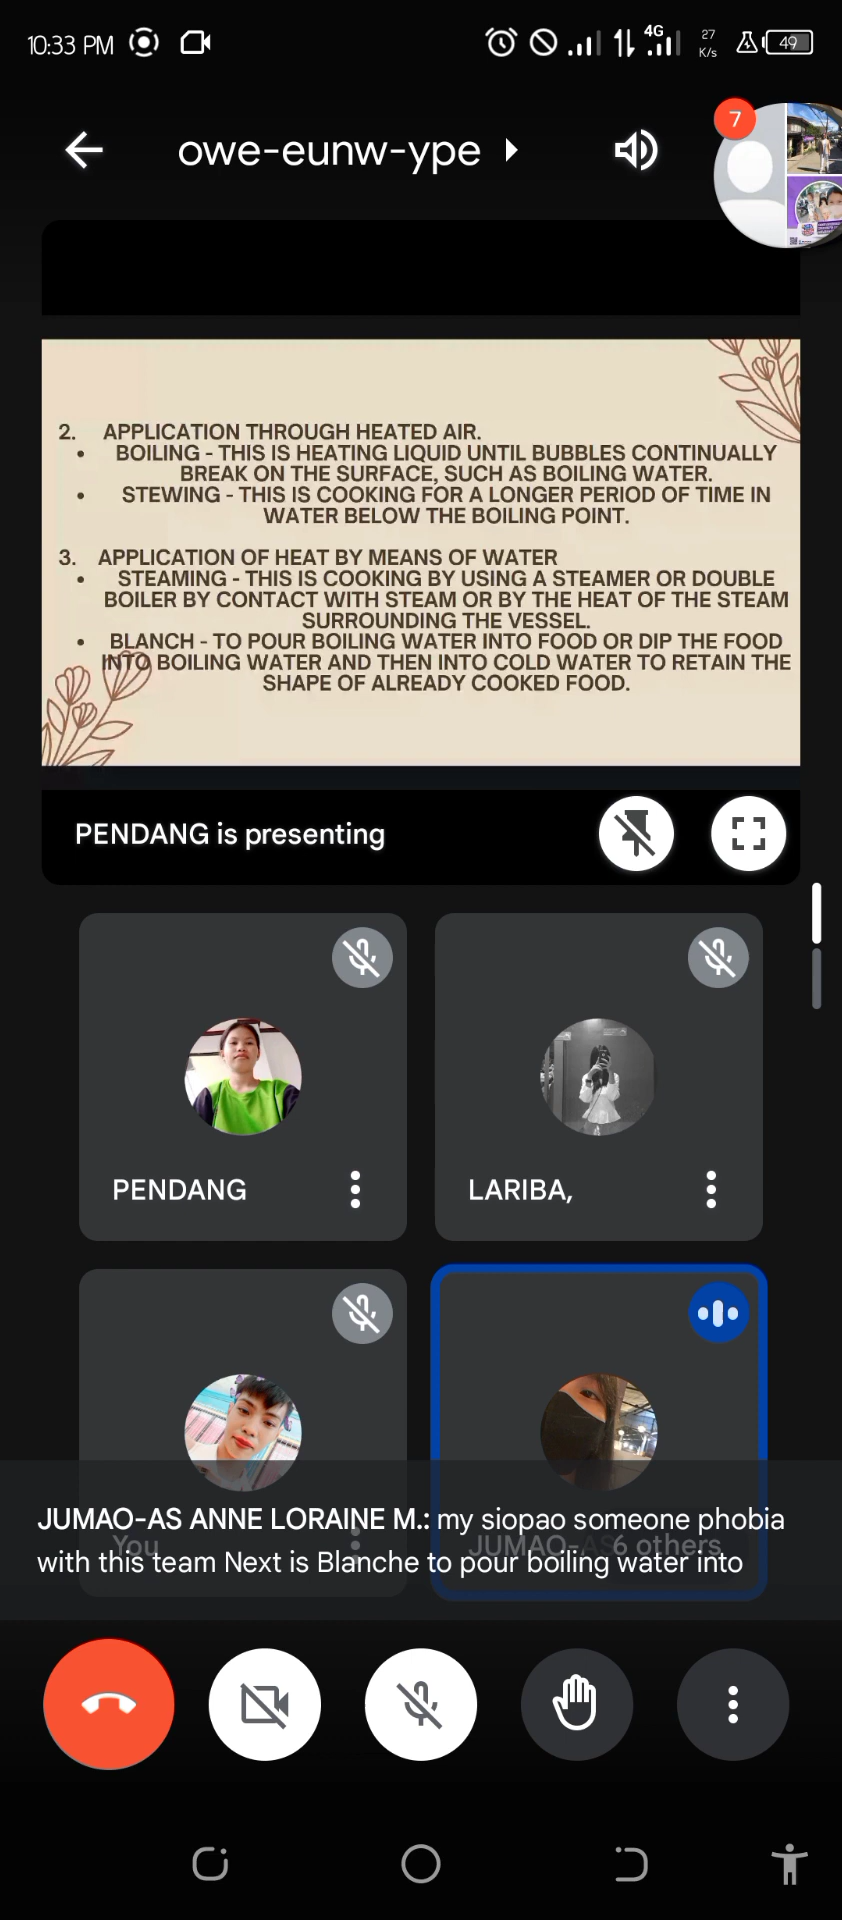 10:33 PM
4G
27
K/s
49
owe-eunw-ype
7
2. APPLICATION THROUGH HEATED AIR.
• BOILING - THIS IS HEATING LIQUID UNTIL BUBBLES CONTINUALLY
BREAK ON THE SURFACE, SUCH AS BOILING WATER.
• STEWING - THIS IS COOKING FOR A LONGER PERIOD OF TIME IN
WATER BELOW THE BOILING POINT.
3. APPLICATION OF HEAT BY MEANS OF WATER
• STEAMING - THIS IS COOKING BY USING A STEAMER OR DOUBLE
BOILER BY CONTACT WITH STEAM OR BY THE HEAT OF THE STEAM
SURROUNDING THE VESSEL.
• BLANCH - TO POUR BOILING WATER INTO FOOD OR DIP THE FOOD
INTO BOILING WATER AND THEN INTO COLD WATER TO RETAIN THE
SHAPE OF ALREADY COOKED FOOD.
PENDANG is presenting
PENDANG
LARIBA,
JUMAO-AS ANNE LORAINE M.: my siopao someone phobia
with this team Next is Blanche to pour boiling water into
You
JUMAO-AS
6 others